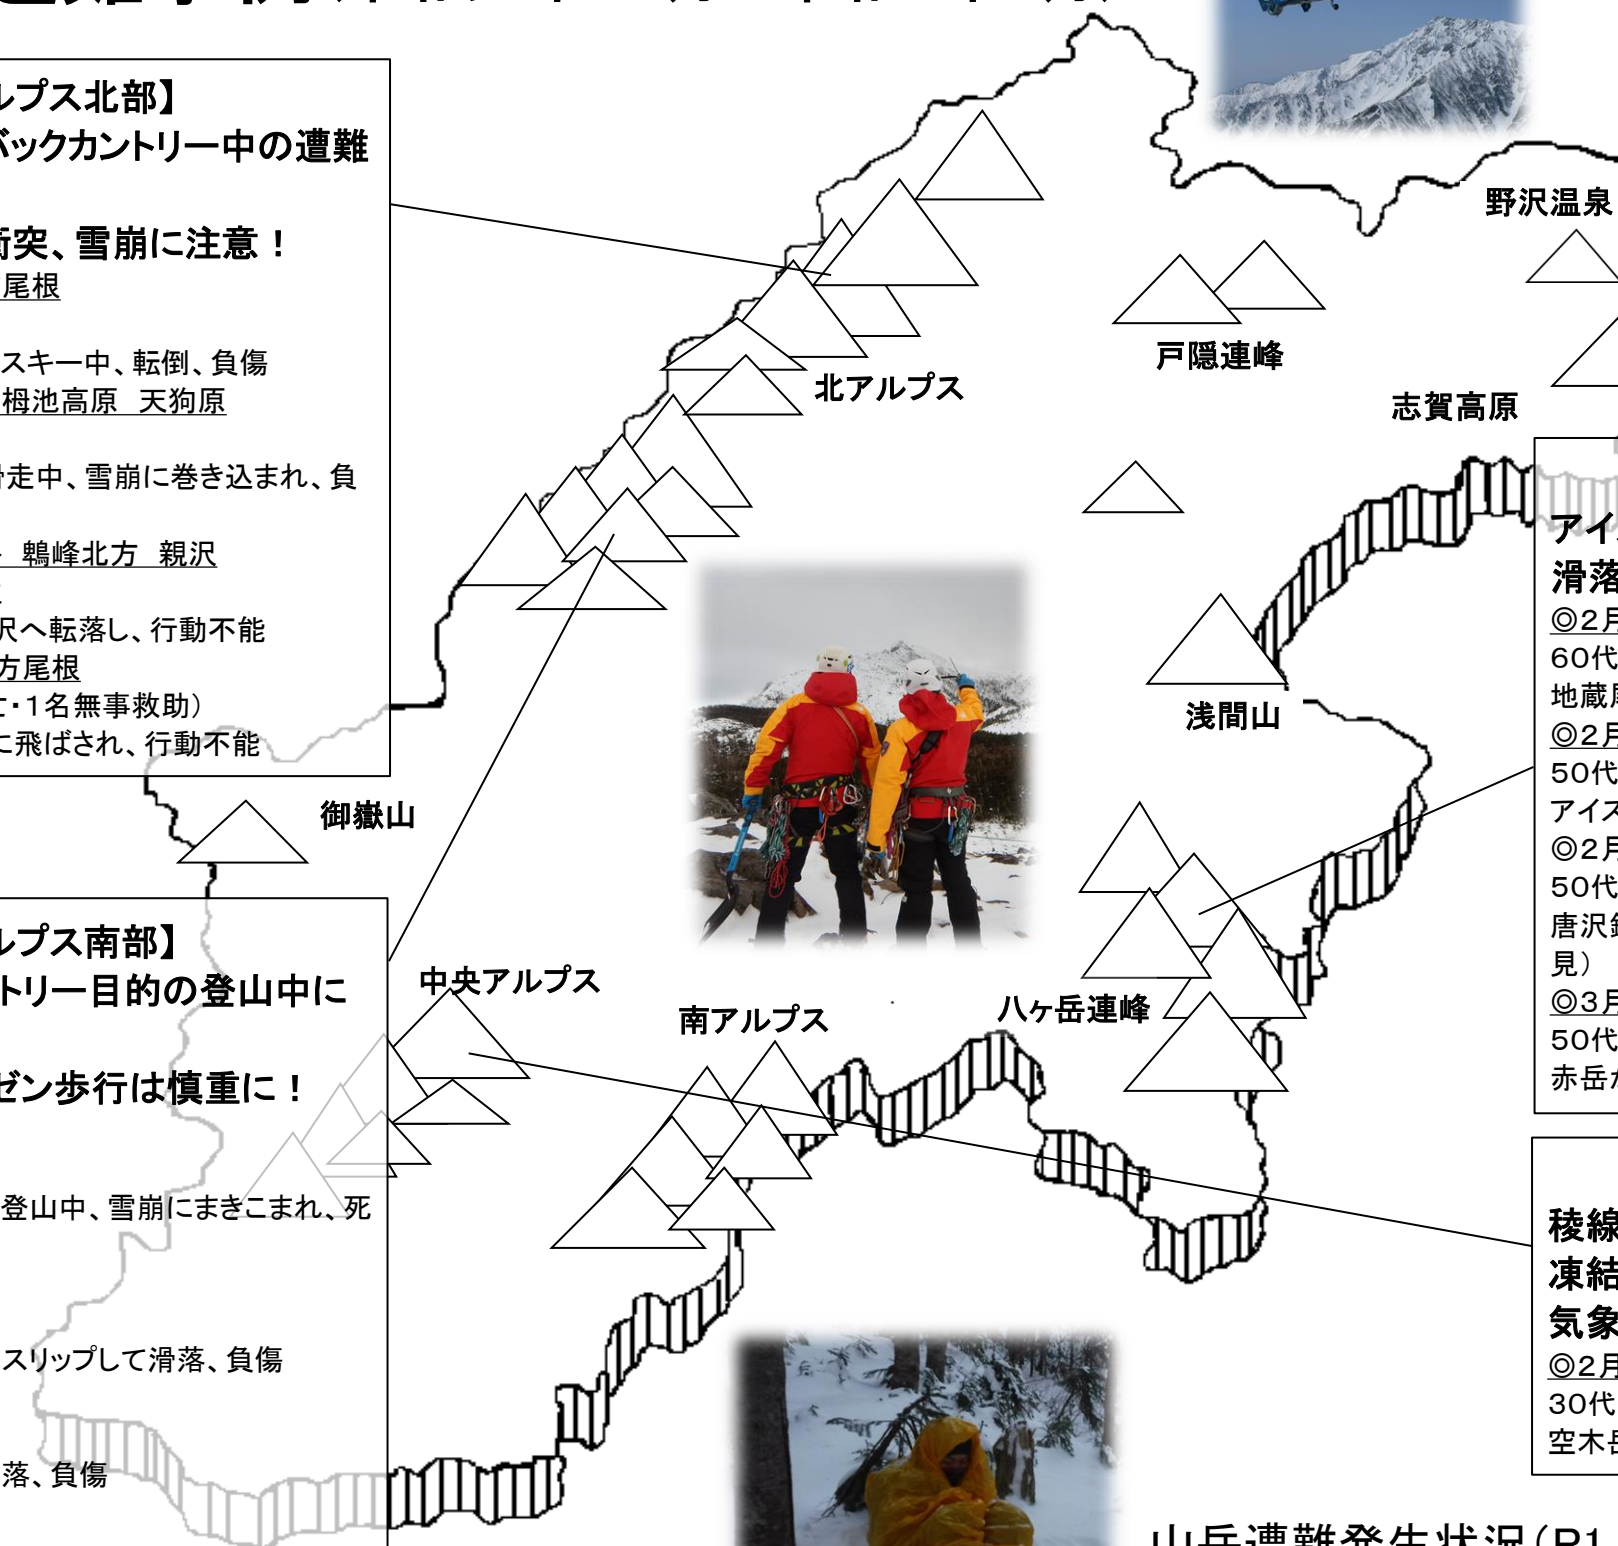 ルプス北部】
バックカントリー中の遭難
衝突、雪崩に注意！
尾根
スキー中、転倒、負傷
栂池高原　天狗原
滑走中、雪崩に巻き込まれ、負
鵯峰北方　親沢
沢へ転落し、行動不能
方尾根
・１名無事救助）
に飛ばされ、行動不能
野沢温泉
戸隠連峰
北アルプス
志賀高原
浅間山
御嶽山
ルプス南部】
トリー目的の登山中に
ゼン歩行は慎重に！
登山中、雪崩にまきこまれ、死
スリップして滑落、負傷
落、負傷
中央アルプス
南アルプス
八ヶ岳連峰
アイ
滑落
◎２月
60代
地蔵尾
◎２月
50代
アイス
◎２月
50代
唐沢鉱
見）
◎３月
50代
赤岳
稜線
凍結
気象
◎２月
30代
空木岳
山岳遭難発生状況（R1